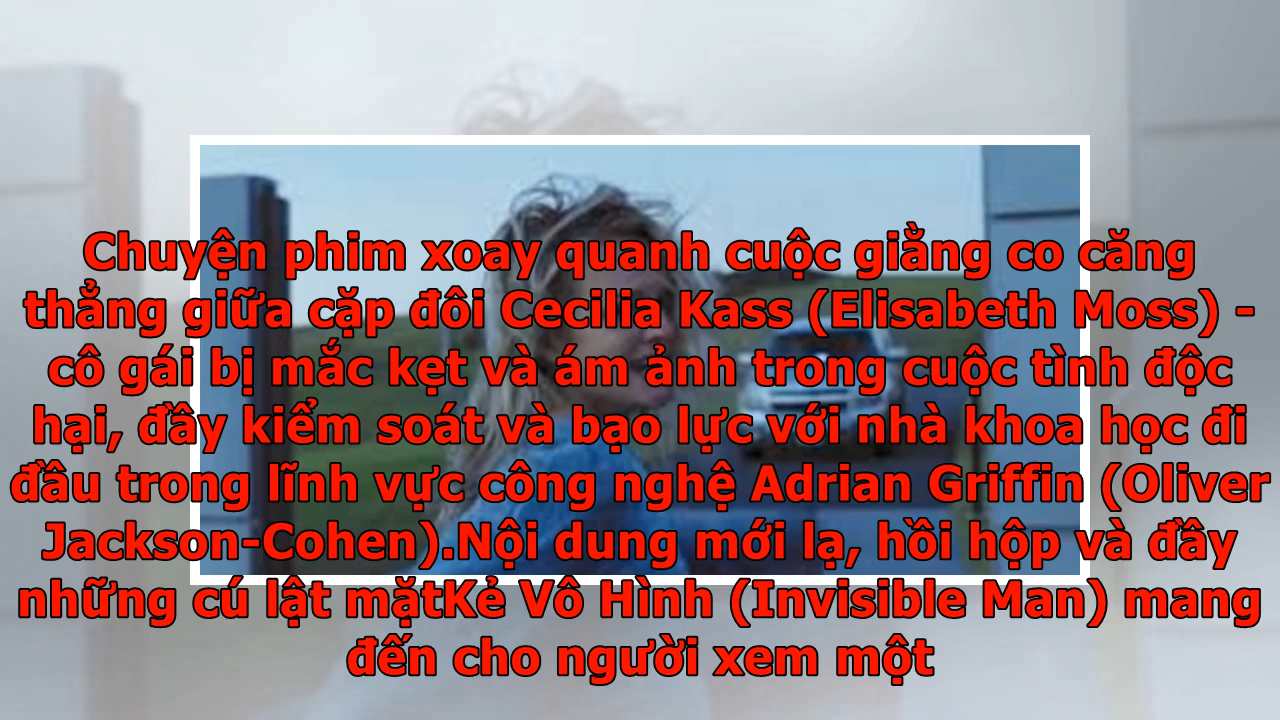 Chuyện phim xoay quanh cuộc giằng co căng
thẳng giữa cặp đôi Cecilia Kass (Elisabeth Moss) -
cô gái bị mắc kẹt và ám ảnh trong cuộc tình độc
hại, đầy kiểm soát và bạo lực với nhà khoa học đi
đầu trong lĩnh vực công nghệ Adrian Griffin (Oliver
Jackson-Cohen).Nội dung mới lạ, hồi hộp và đầy
những cú lật mặtKẻ Vô Hình (Invisible Man) mang
đến cho người xem một